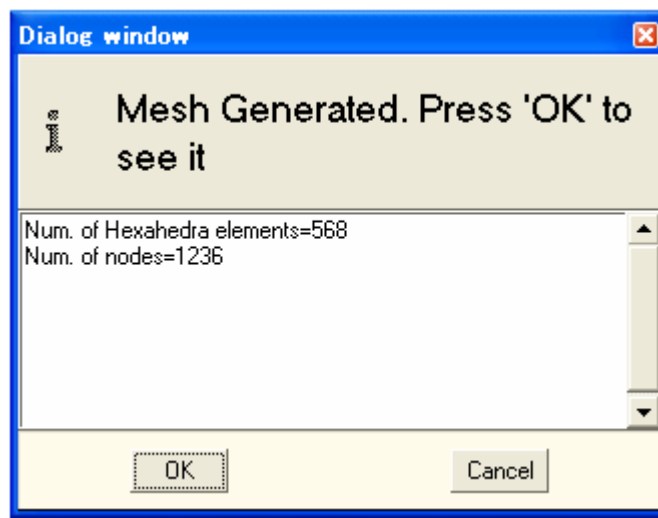 Dialog window
Mesh Generated. Press 'OK' to
see it
Num. of Hexahedra elements=568
Num. of nodes=1236
OK
Cancel